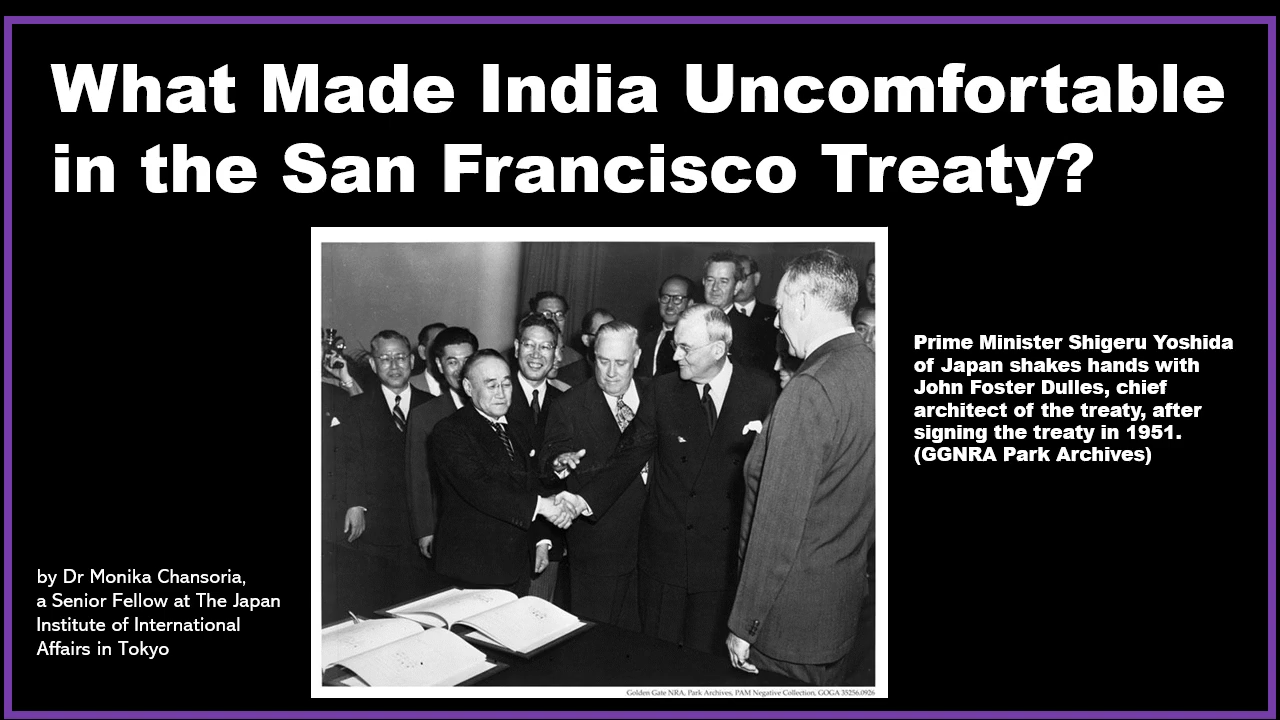 What Made India Uncomfortable
in the San Francisco Treaty?
Prime Minister Shigeru Yoshida
of Japan shakes hands with
John Foster Dulles, chief
architect of the treaty, after
signing the treaty in 1951.
(GGNRA Park Archives)
by Dr Monika Chansoria,
a Senior Fellow at The Japan
Institute of International
Affairs in Tokyo
Golden Gate NRA, Park Archives, PAM Negative Collection, GOGA 35256.0926